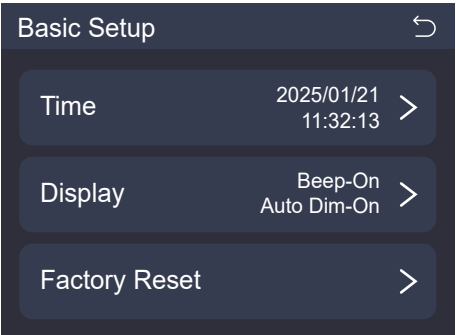 Basic Setup
Time
2025/01/21
11:32:13
Display
Beep-On
Auto Dim-On
Factory Reset